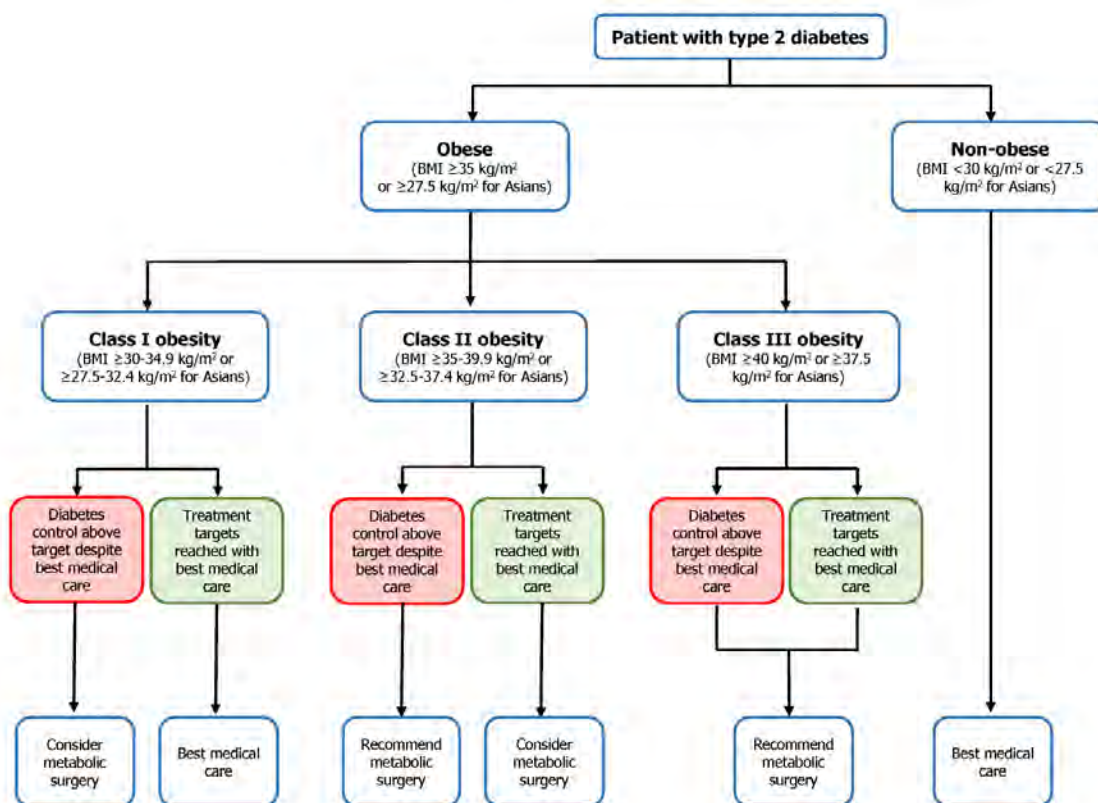 Patient with type 2 diabetes
Obese
(BMI ≥35 kg/m²
or ≥27.5 kg/m² for Asians)
Non-obese
(BMI <30 kg/m² or <27.5
kg/m² for Asians)
Class I obesity
(BMI ≥30-34.9 kg/m² or
≥27.5-32.4 kg/m² for Asians)
Class II obesity
(BMI ≥35-39.9 kg/m² or
≥32.5-37.4 kg/m² for Asians)
Class III obesity
(BMI ≥40 kg/m² or ≥37.5
kg/m² for Asians)
Diabetes
control above
target despite
best medical
care
Treatment
targets
reached with
best medical
care
Diabetes
control above
target despite
best medical
care
Treatment
targets
reached with
best medical
care
Diabetes
control above
target despite
best medical
care
Treatment
targets
reached with
best medical
care
Consider
metabolic
surgery
Best medical
care
Recommend
metabolic
surgery
Consider
metabolic
surgery
Recommend
metabolic
surgery
Best medical
care